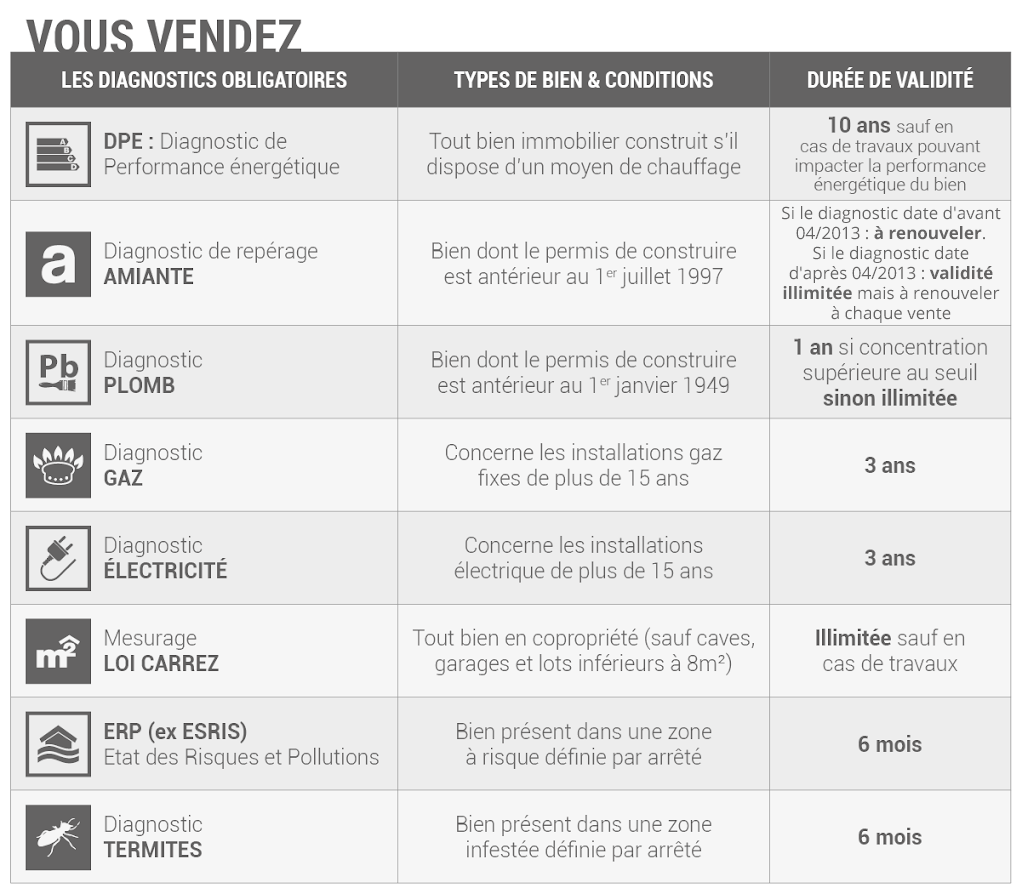 VOUS VENDEZ
LES DIAGNOSTICS OBLIGATOIRES
TYPES DE BIEN & CONDITIONS
DURÉE DE VALIDITÉ
A
B
C
D
DPE : Diagnostic de
Performance énergétique
Tout bien immobilier construit s'il
dispose d'un moyen de chauffage
10 ans sauf en
cas de travaux pouvant
impacter la performance
énergétique du bien
a
Diagnostic de repérage
AMIANTE
Bien dont le permis de construire
est antérieur au 1er juillet 1997
Si le diagnostic date d'avant
04/2013 : à renouveler.
Si le diagnostic date
d'après 04/2013 : validité
illimitée mais à renouveler
à chaque vente
Pb
Diagnostic
PLOMB
Bien dont le permis de construire
est antérieur au 1er janvier 1949
1 an si concentration
supérieure au seuil
sinon illimitée
Diagnostic
GAZ
Concerne les installations gaz
fixes de plus de 15 ans
3 ans
Diagnostic
ÉLECTRICITÉ
Concerne les installations
électrique de plus de 15 ans
3 ans
m²
Mesurage
LOI CARREZ
Tout bien en copropriété (sauf caves,
garages et lots inférieurs à 8m²)
Illimitée sauf en
cas de travaux
ERP (ex ESRIS)
Etat des Risques et Pollutions
Bien présent dans une zone
à risque définie par arrêté
6 mois
Diagnostic
TERMITES
Bien présent dans une zone
infestée définie par arrêté
6 mois